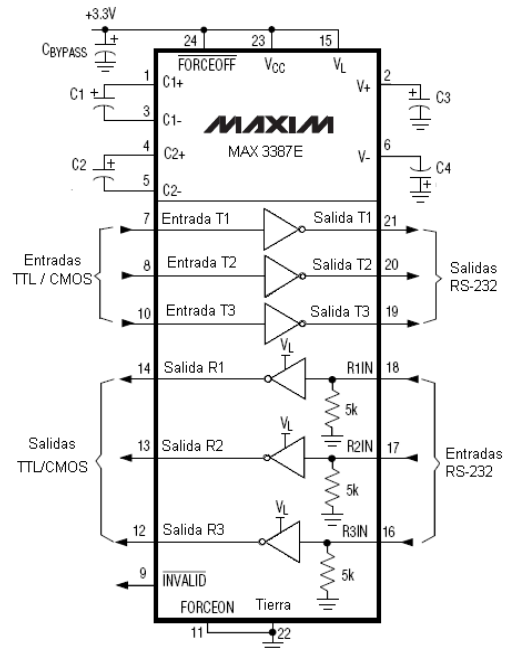 +3.3V
CBYPASS
+
24
23
15
FORCEOFF
VCC
VL
1
C1+
V+
2
C1
+
+
C3
3
C1-
MAXIM
MAX 3387E
4
C2+
V-
6
C2
+
C4
+
5
C2-
7
Entrada T1
Salida T1
21
Entradas
TTL / CMOS
8
Entrada T2
Salida T2
20
Salidas
RS-232
10
Entrada T3
Salida T3
19
VL
14
Salida R1
R1IN
18
5k
VL
Salidas
TTL/CMOS
13
Salida R2
R2IN
17
Entradas
RS-232
5k
VL
12
Salida R3
R3IN
16
5k
9
INVALID
FORCEON
Tierra
11
22